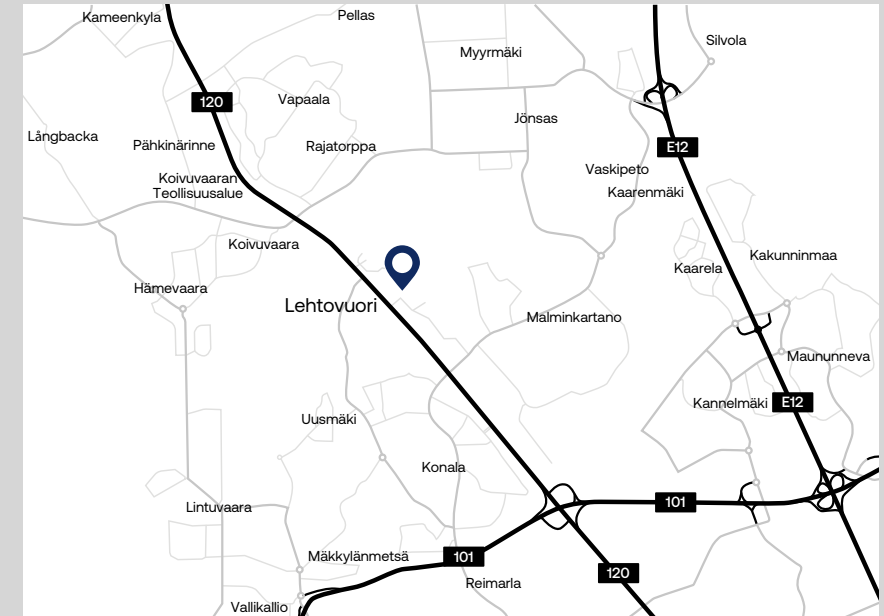 Kameenkyla
Pellas
Silvola
Myyrmäki
120
Vapaala
Jönsas
Långbacka
Pähkinärinne
Rajatorppa
E12
Vaskipeto
Koivuvaaran
Teollisuusalue
Kaarenmäki
Koivuvaara
Kakunninmaa
Kaarela
Hämevaara
Lehtovuori
Malminkartano
Maununneva
Kannelmäki
E12
Uusmäki
Konala
101
Lintuvaara
Mäkkylänmetsä
101
120
Reimarla
Vallikallio